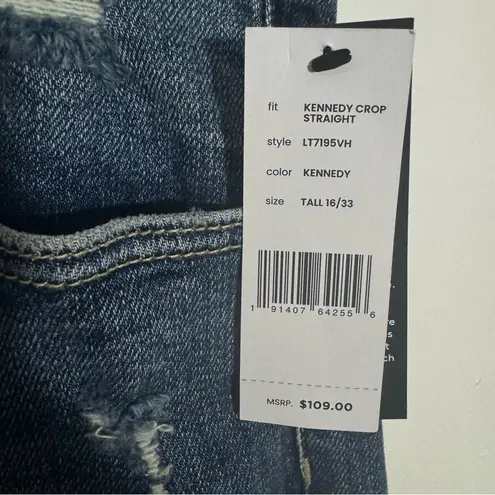 fit KENNEDY CROP
STRAIGHT
style LT7195VH
color KENNEDY
size TALL 16/33
1 91407 64255 6
MSRP. $109.00